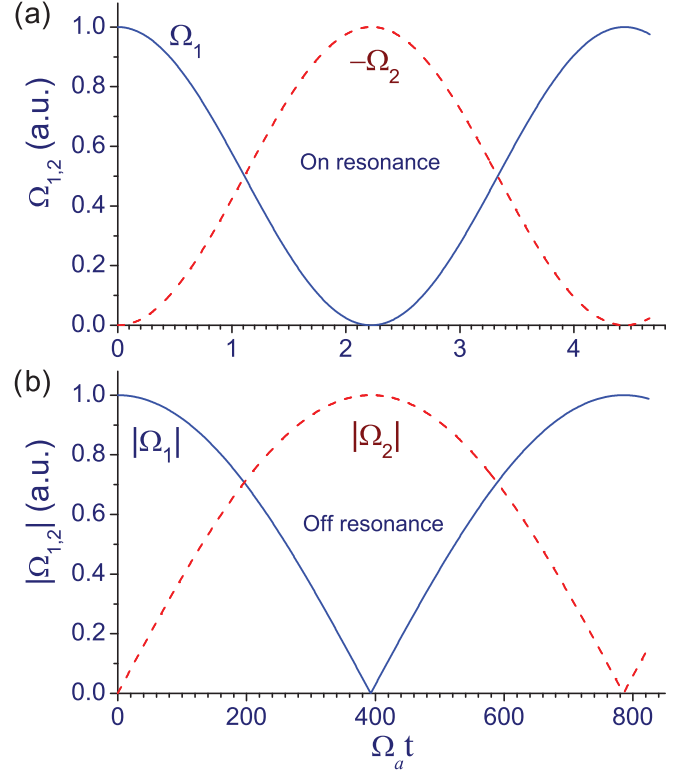 (a)
1.0
0.8
0.6
0.4
0.2
0.0
Ω1,2 (a.u.)
Ω1
−Ω2
On resonance
0 1 2 3 4
(b)
1.0
0.8
0.6
0.4
0.2
0.0
|Ω1,2| (a.u.)
|Ω1|
|Ω2|
Off resonance
0 200 400 600 800
Ωa t